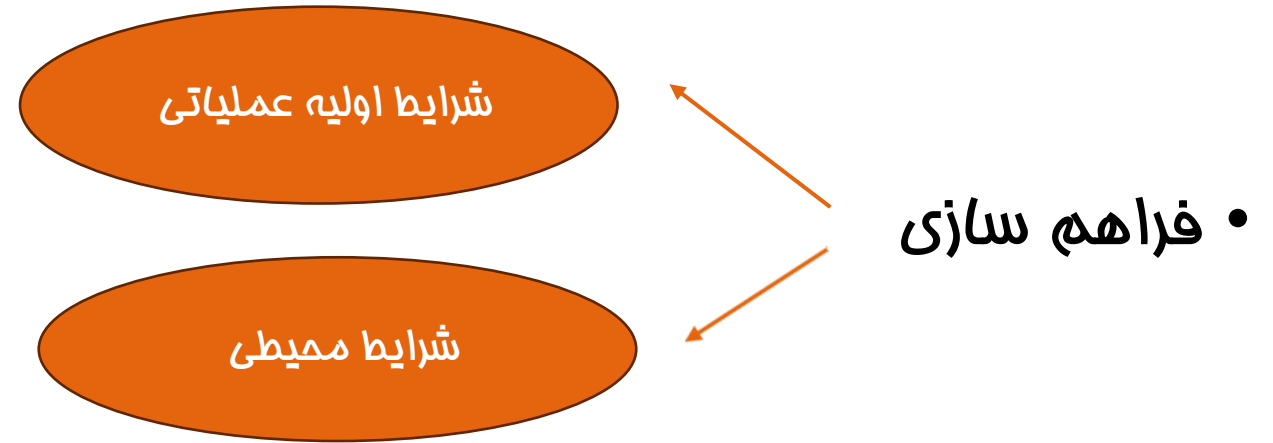 • فراهم سازی
شرایط اولیه عملیاتی
شرایط محیطی